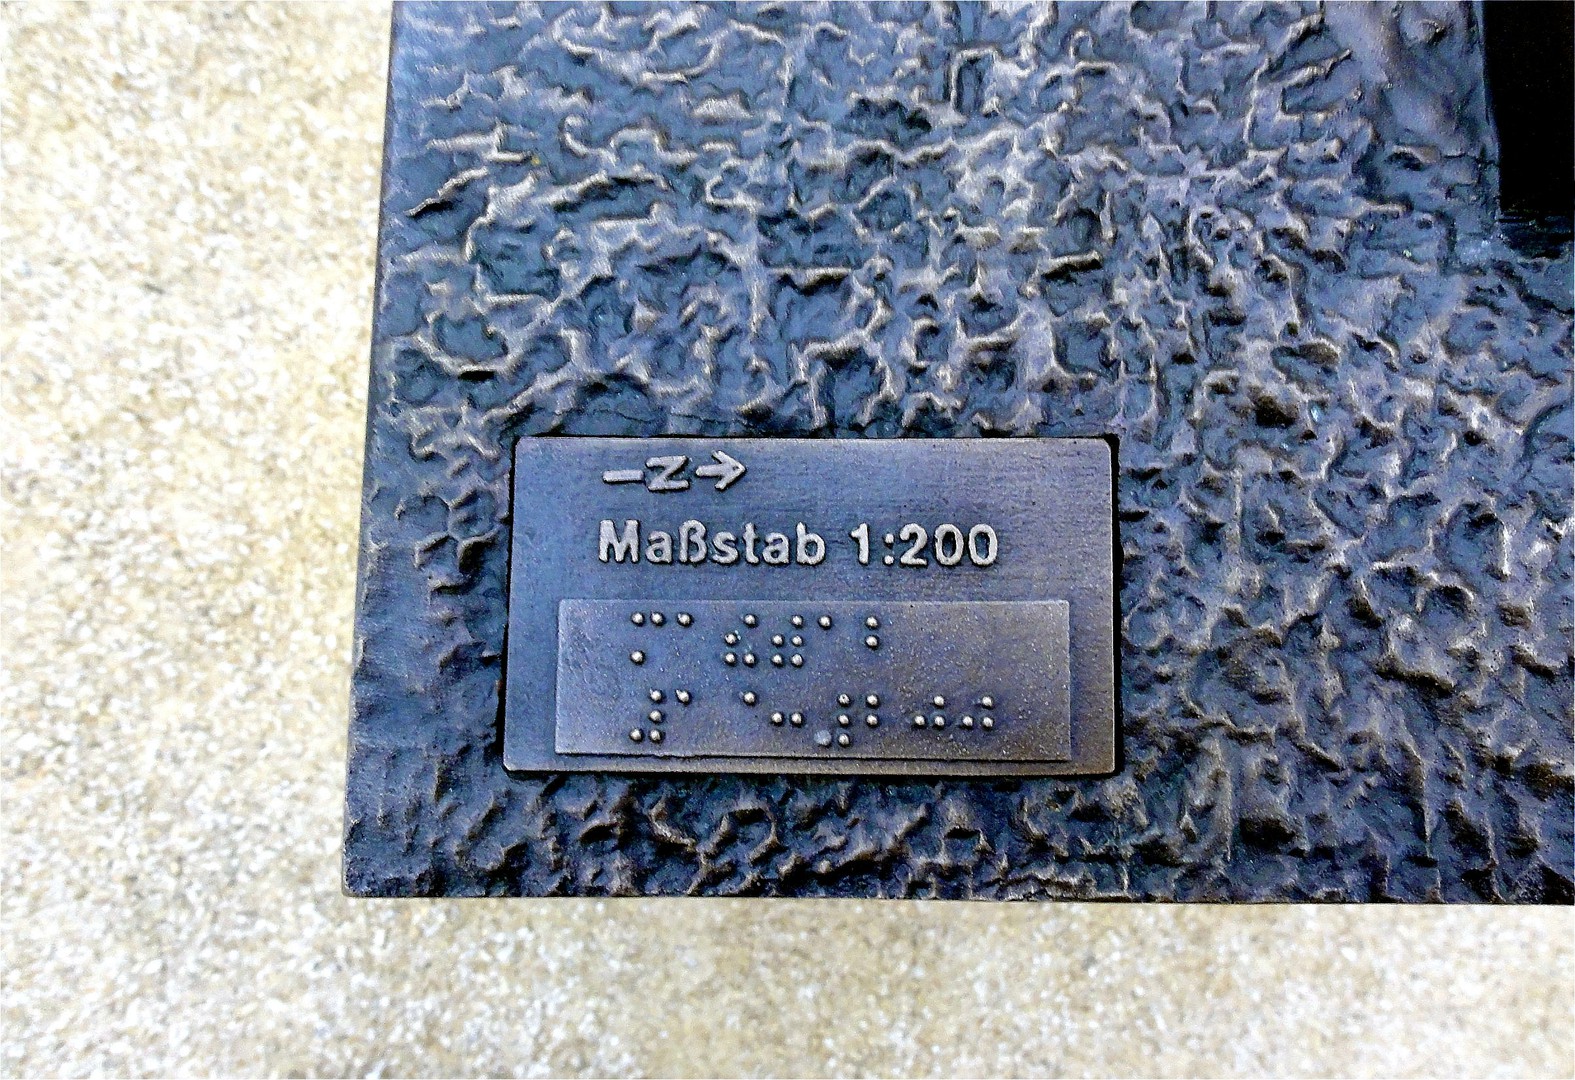 –N→
Maßstab 1:200
⠍⠁⠮⠾⠁⠃
⠼⠁⠈⠒⠼⠃⠚⠚